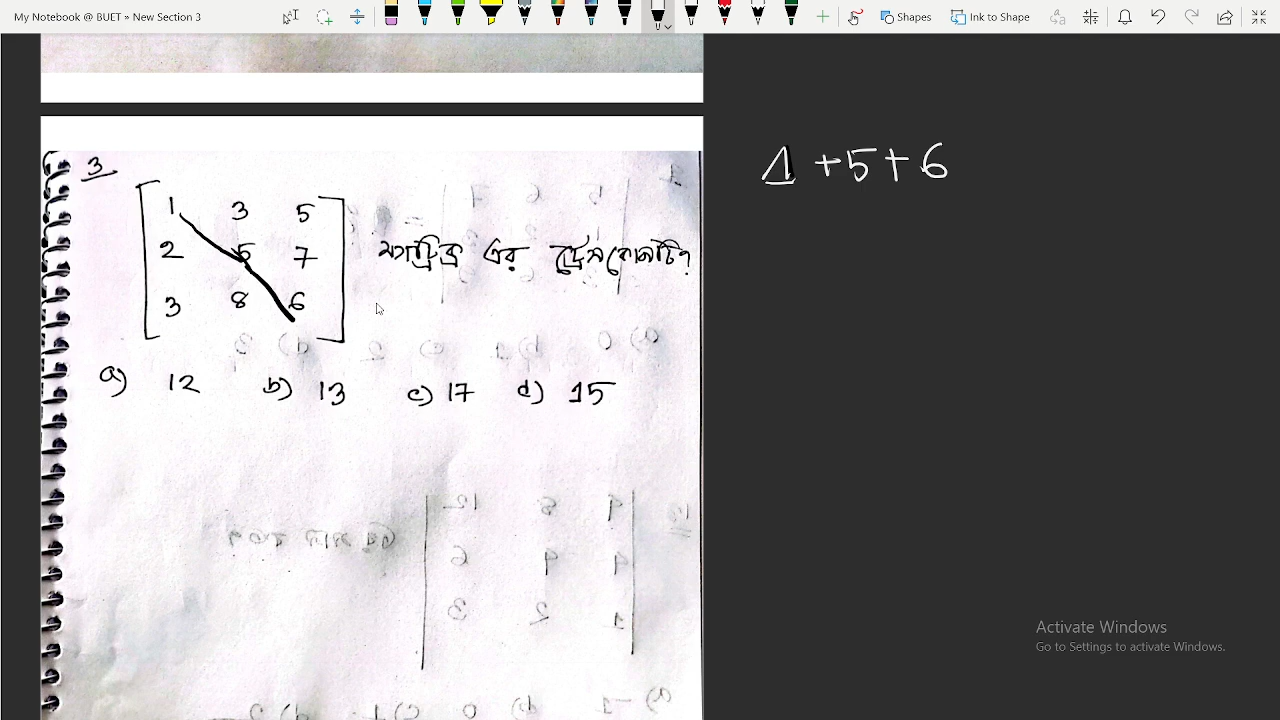 My Notebook @ BUET » New Section 3
Shapes
Ink to Shape
3
1 3 5
2 5 7
3 8 6
ম্যাট্রিক্স এর ট্রেস কোনটি?
a) 12 b) 13 c) 17 d) 15
1 + 5 + 6
Activate Windows
Go to Settings to activate Windows.